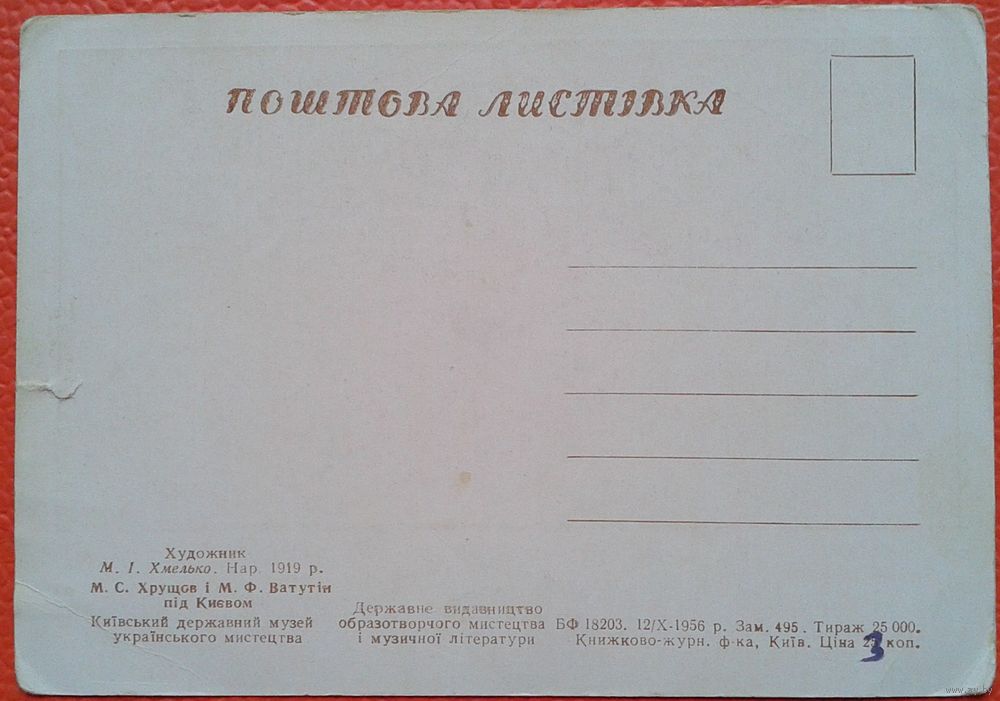 ПОШТОВА ЛИСТІВКА
Художник
М. І. Хмелько. Нар. 1919 р.
М. С. Хрущов і М. Ф. Ватутін
під Києвом
Київський державний музей
українського мистецтва
Державне видавництво
образотворчого мистецтва
і музичної літератури
БФ 18203. 12/X-1956 р. Зам. 495. Тираж 25 000.
Книжково-журн. ф-ка, Київ. Ціна 3 коп.